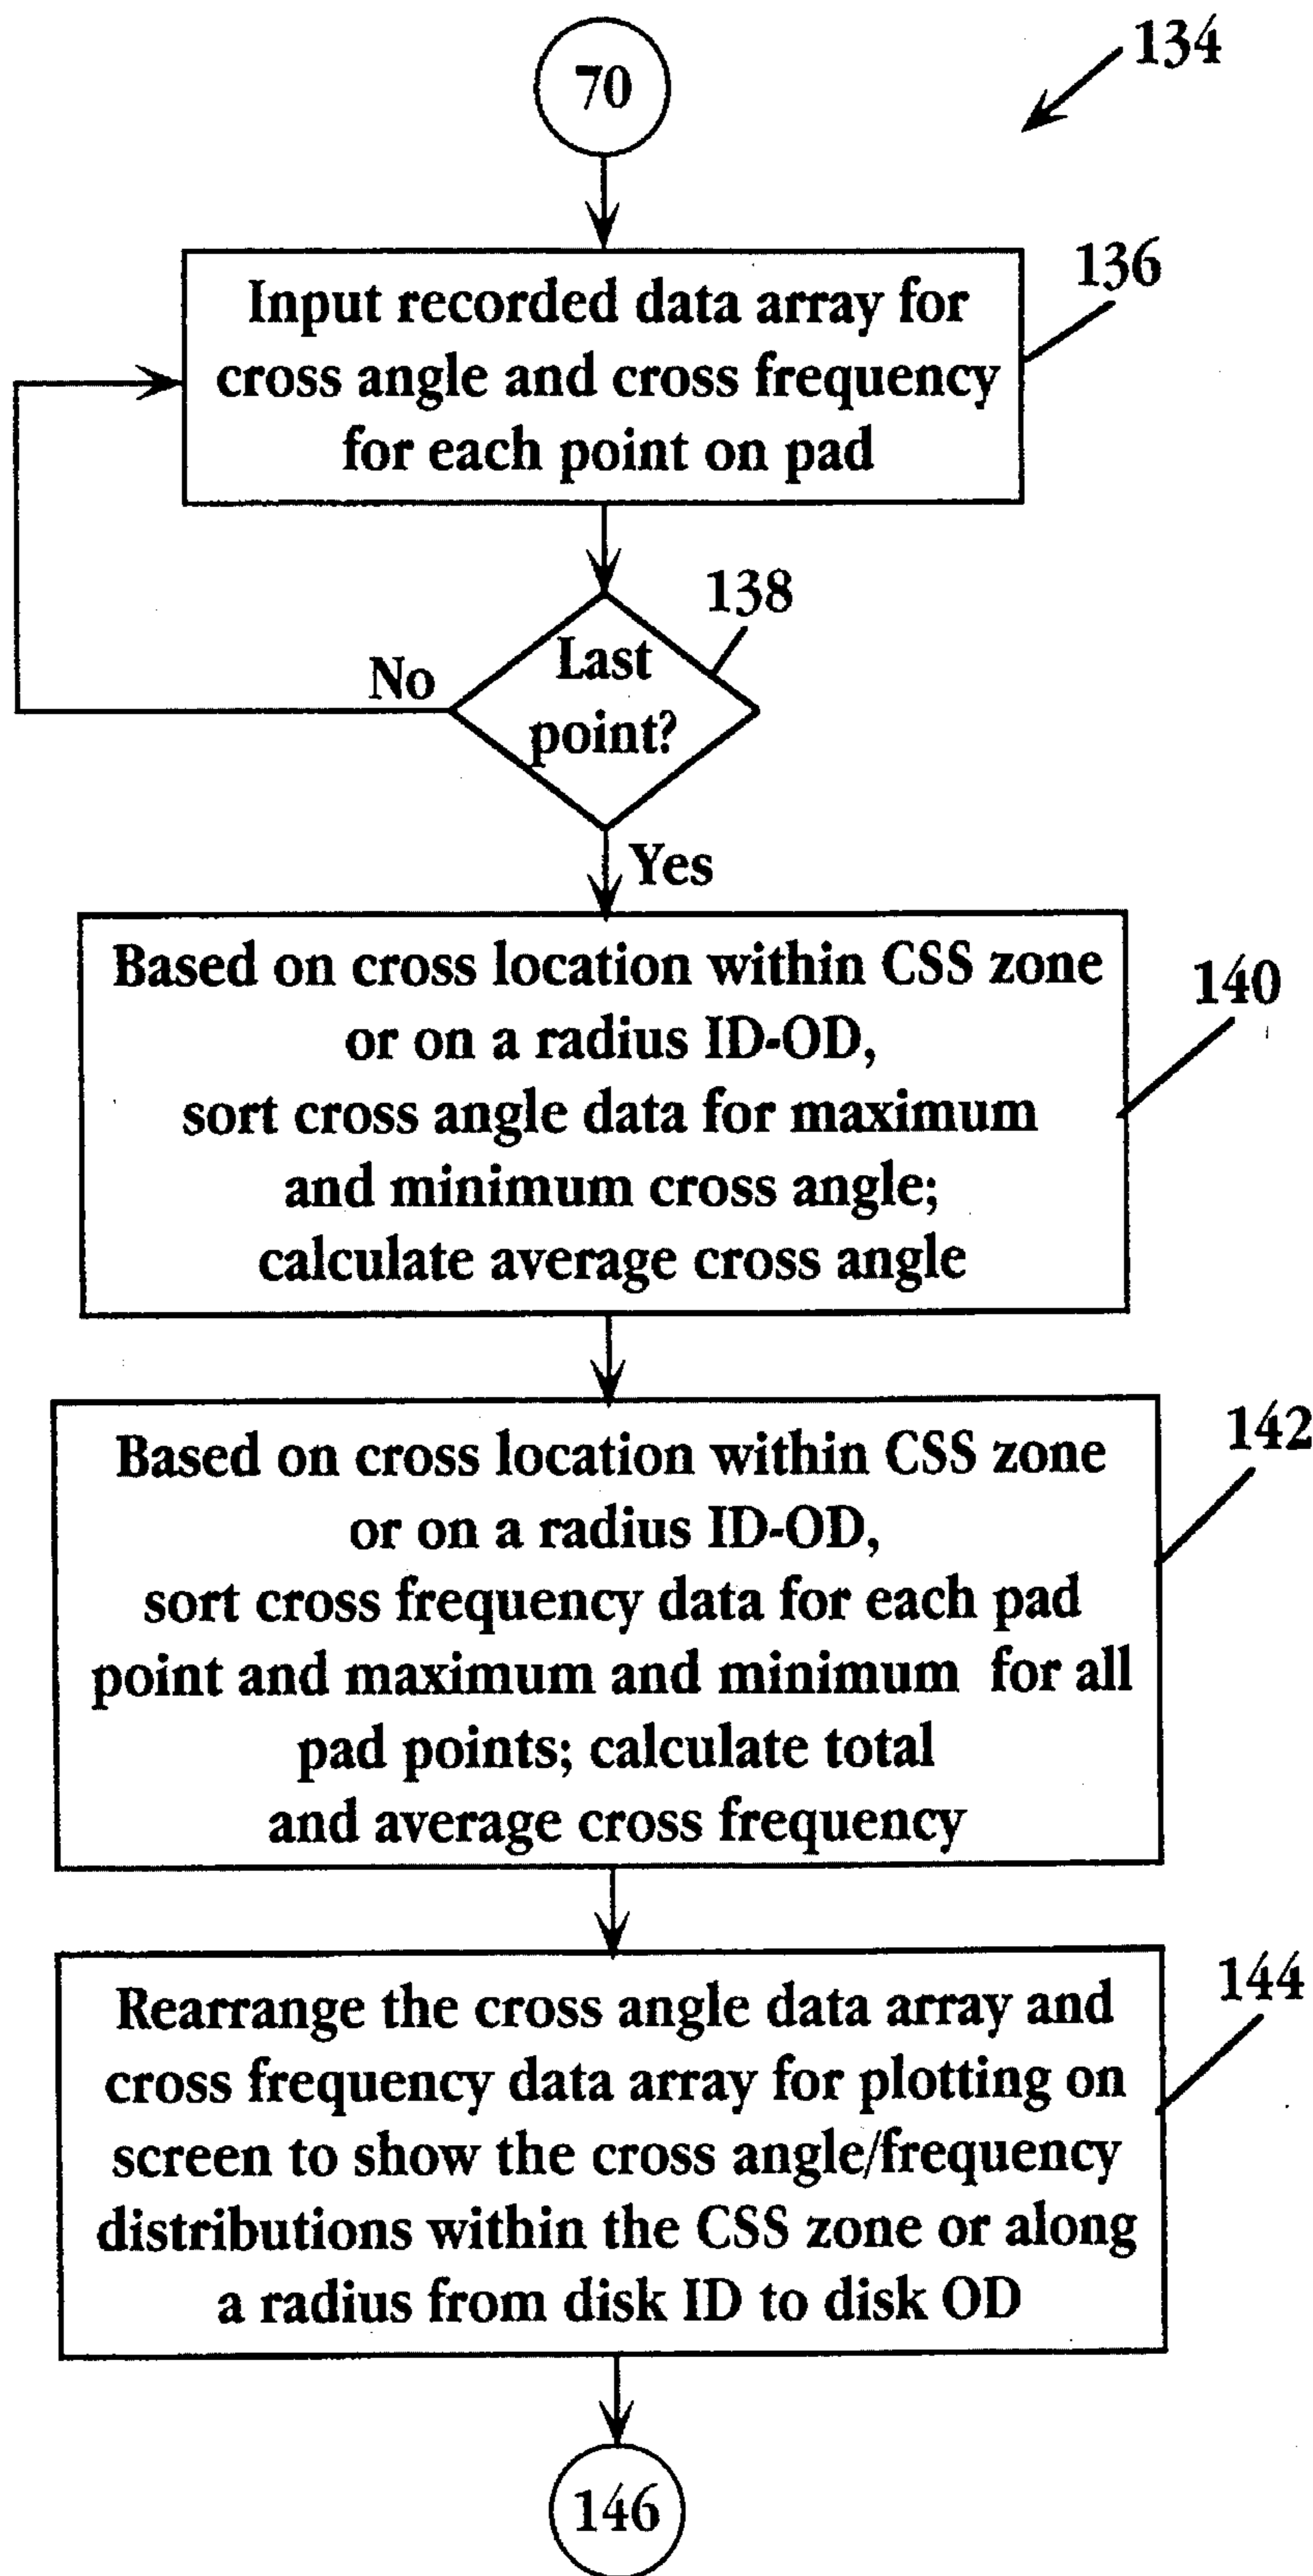 70
134
Input recorded data array for
cross angle and cross frequency
for each point on pad
136
Last
point?
138
No
Yes
Based on cross location within CSS zone
or on a radius ID-OD,
sort cross angle data for maximum
and minimum cross angle;
calculate average cross angle
140
Based on cross location within CSS zone
or on a radius ID-OD,
sort cross frequency data for each pad
point and maximum and minimum for all
pad points; calculate total
and average cross frequency
142
Rearrange the cross angle data array and
cross frequency data array for plotting on
screen to show the cross angle/frequency
distributions within the CSS zone or along
a radius from disk ID to disk OD
144
146